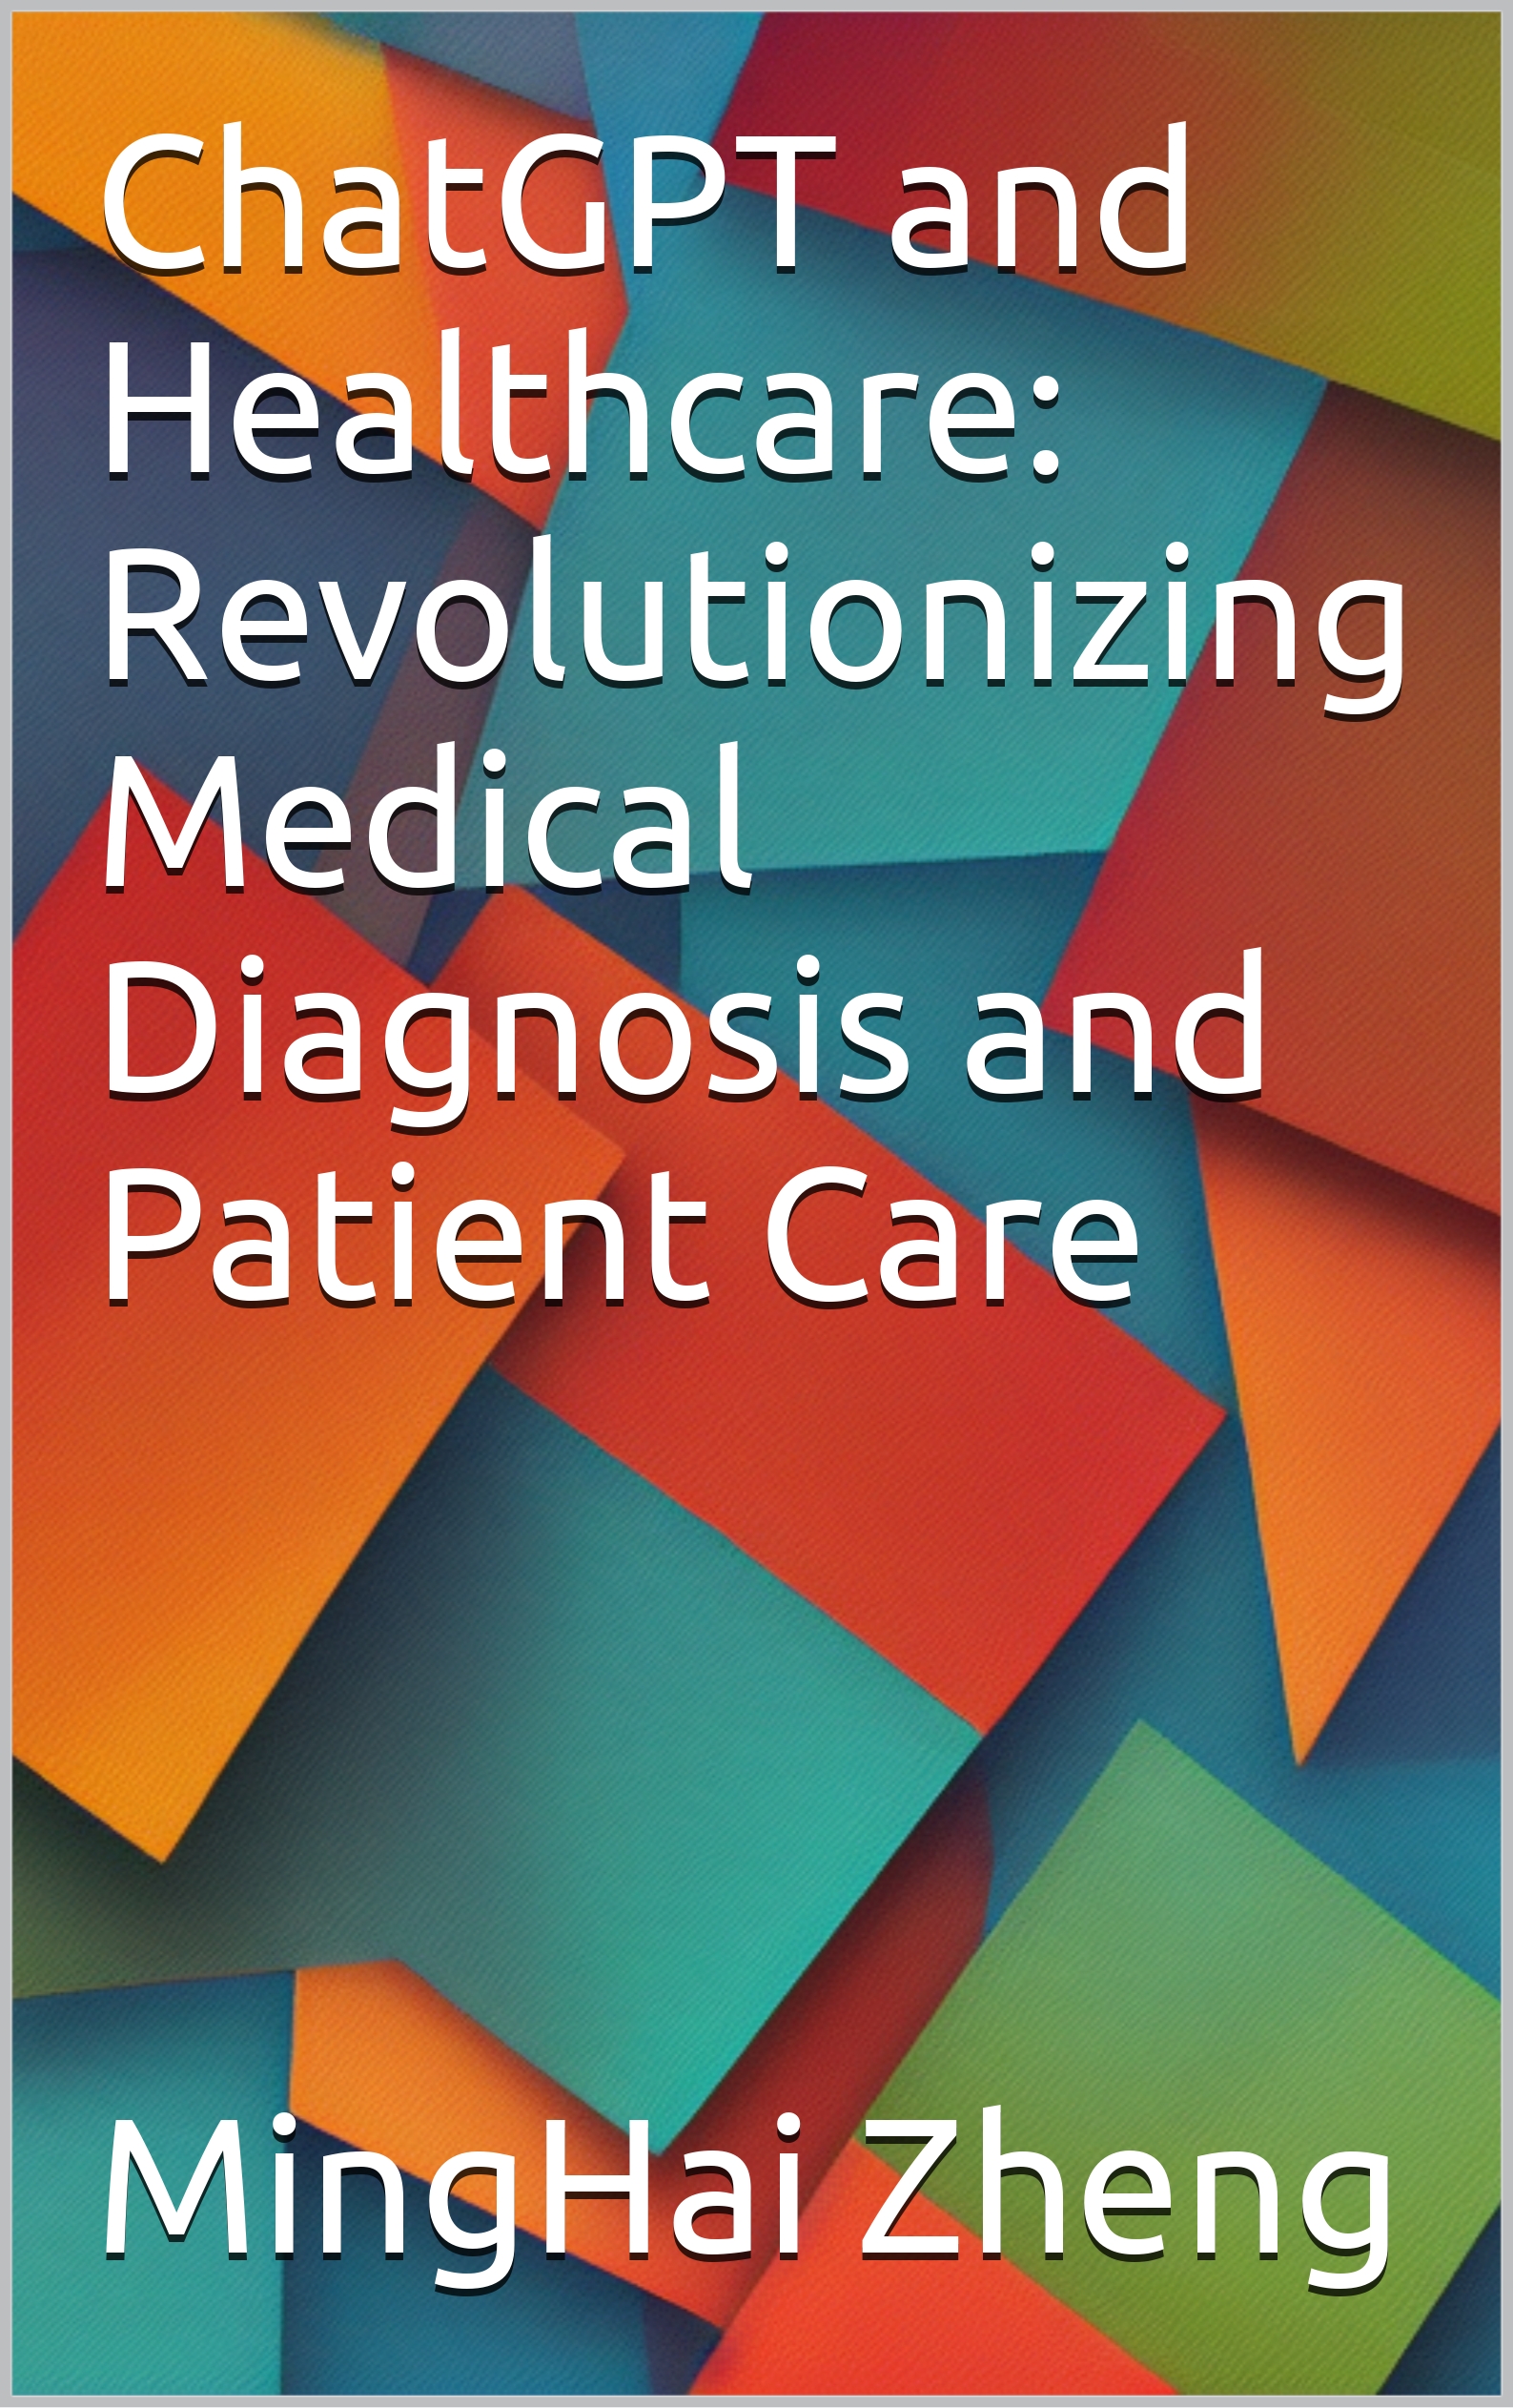 ChatGPT and
Healthcare:
Revolutionizing
Medical
Diagnosis and
Patient Care
MingHai Zheng